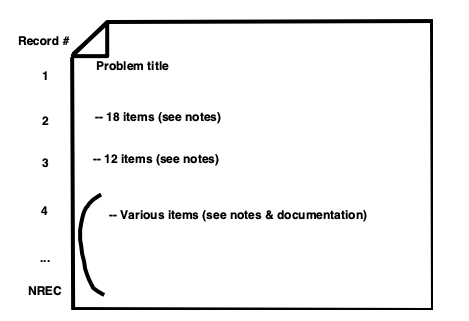 Record #
1 Problem title
2 -- 18 items (see notes)
3 -- 12 items (see notes)
4 -- Various items (see notes & documentation)
...
NREC